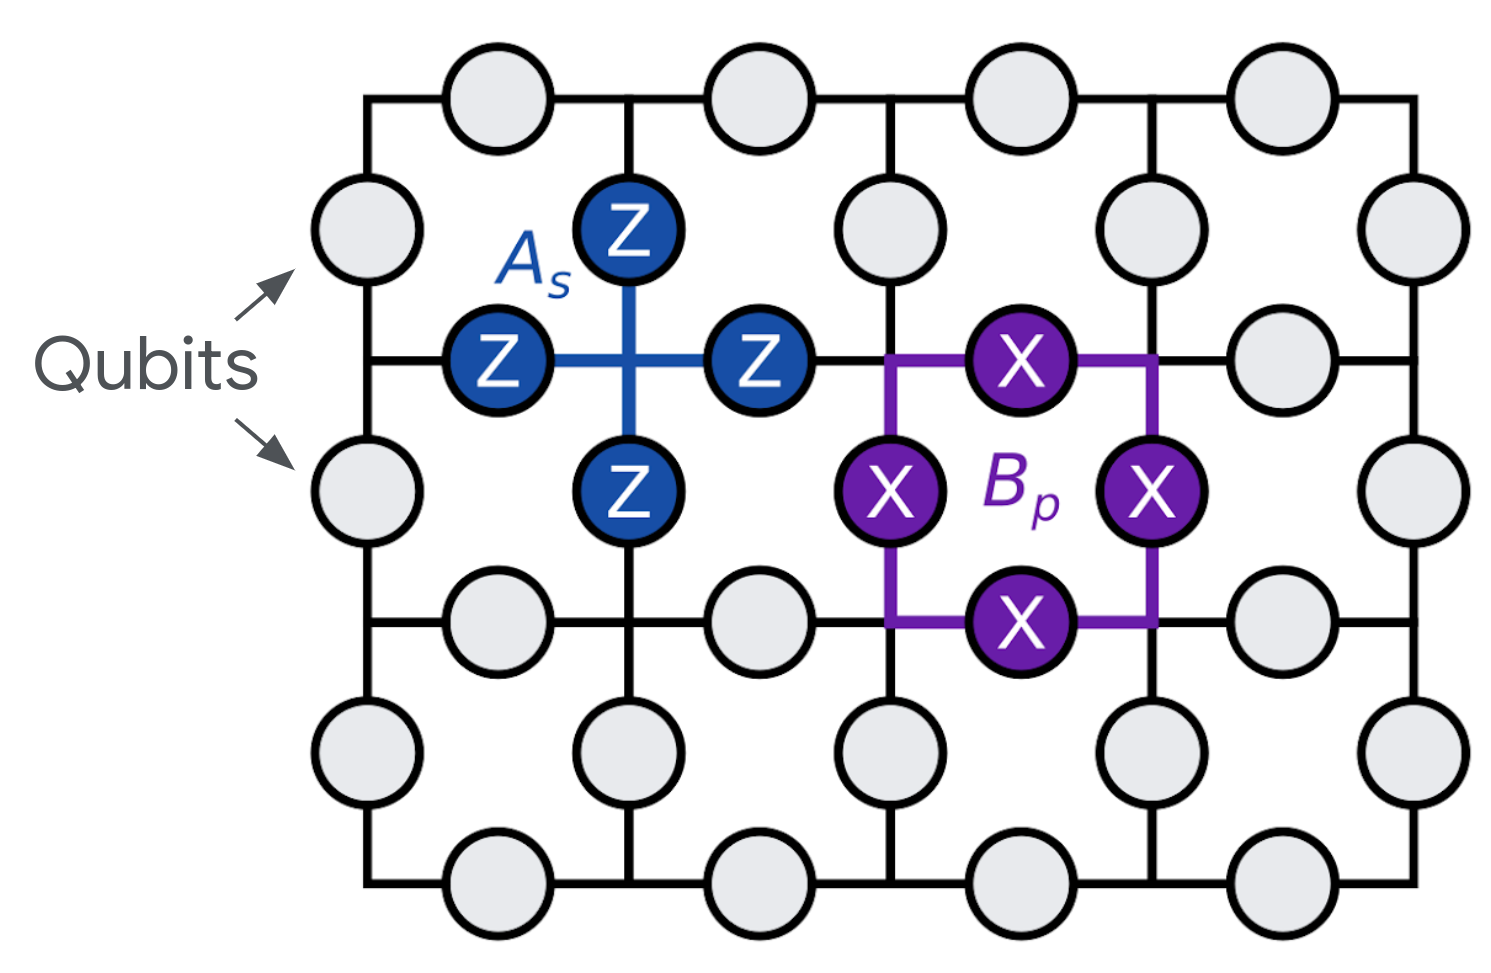 Z
A_s
Qubits
Z Z X
Z X B_p X
X